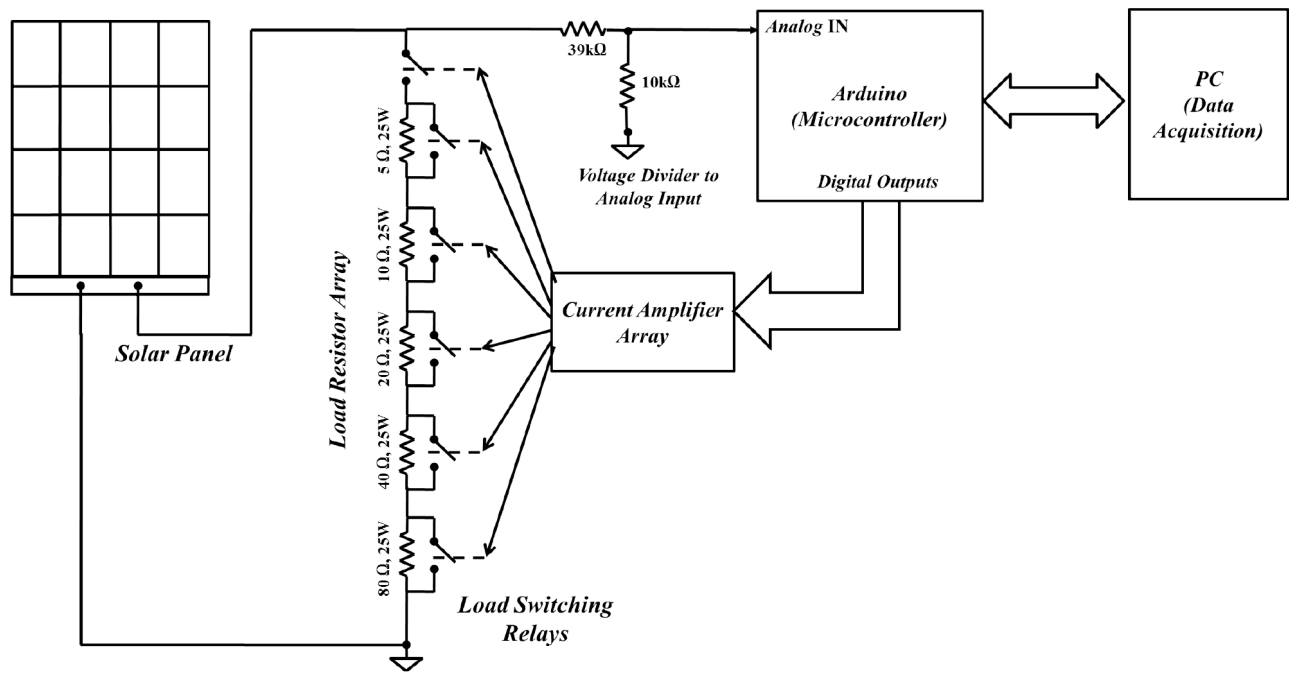 Analog IN
39kΩ
10kΩ
Arduino
(Microcontroller)
PC
(Data
Acquisition)
5 Ω, 25W
Voltage Divider to
Analog Input
Digital Outputs
10 Ω, 25W
Load Resistor Array
Current Amplifier
Array
Solar Panel
20 Ω, 25W
40 Ω, 25W
80 Ω, 25W
Load Switching
Relays